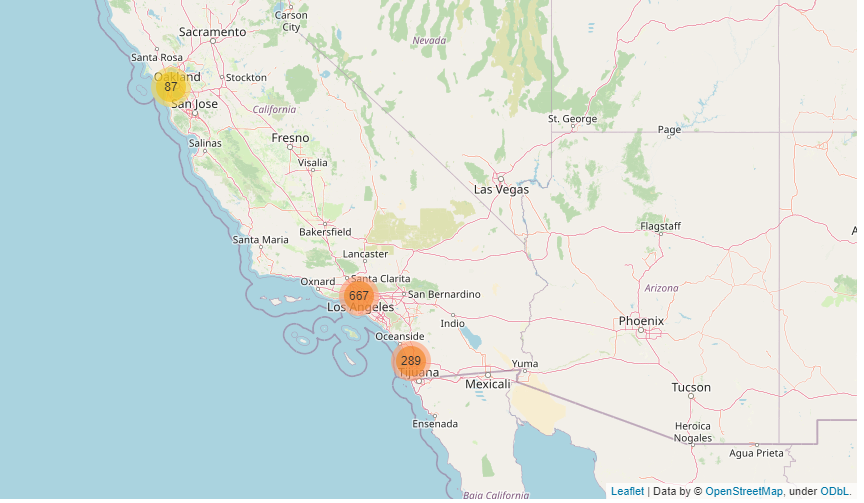 Carson
City
Sacramento
Nevada
Santa Rosa
Oakland
87
Stockton
San Jose
California
St. George
Page
Fresno
Salinas
Visalia
Las Vegas
Bakersfield
Flagstaff
Santa Maria
Lancaster
Oxnard
Santa Clarita
Arizona
667
San Bernardino
Los Angeles
Indio
Phoenix
Oceanside
289
Tijuana
Yuma
Mexicali
Tucson
Ensenada
Heroica
Nogales
Agua Prieta
Baja California
A
Leaflet | Data by © OpenStreetMap, under ODbL.